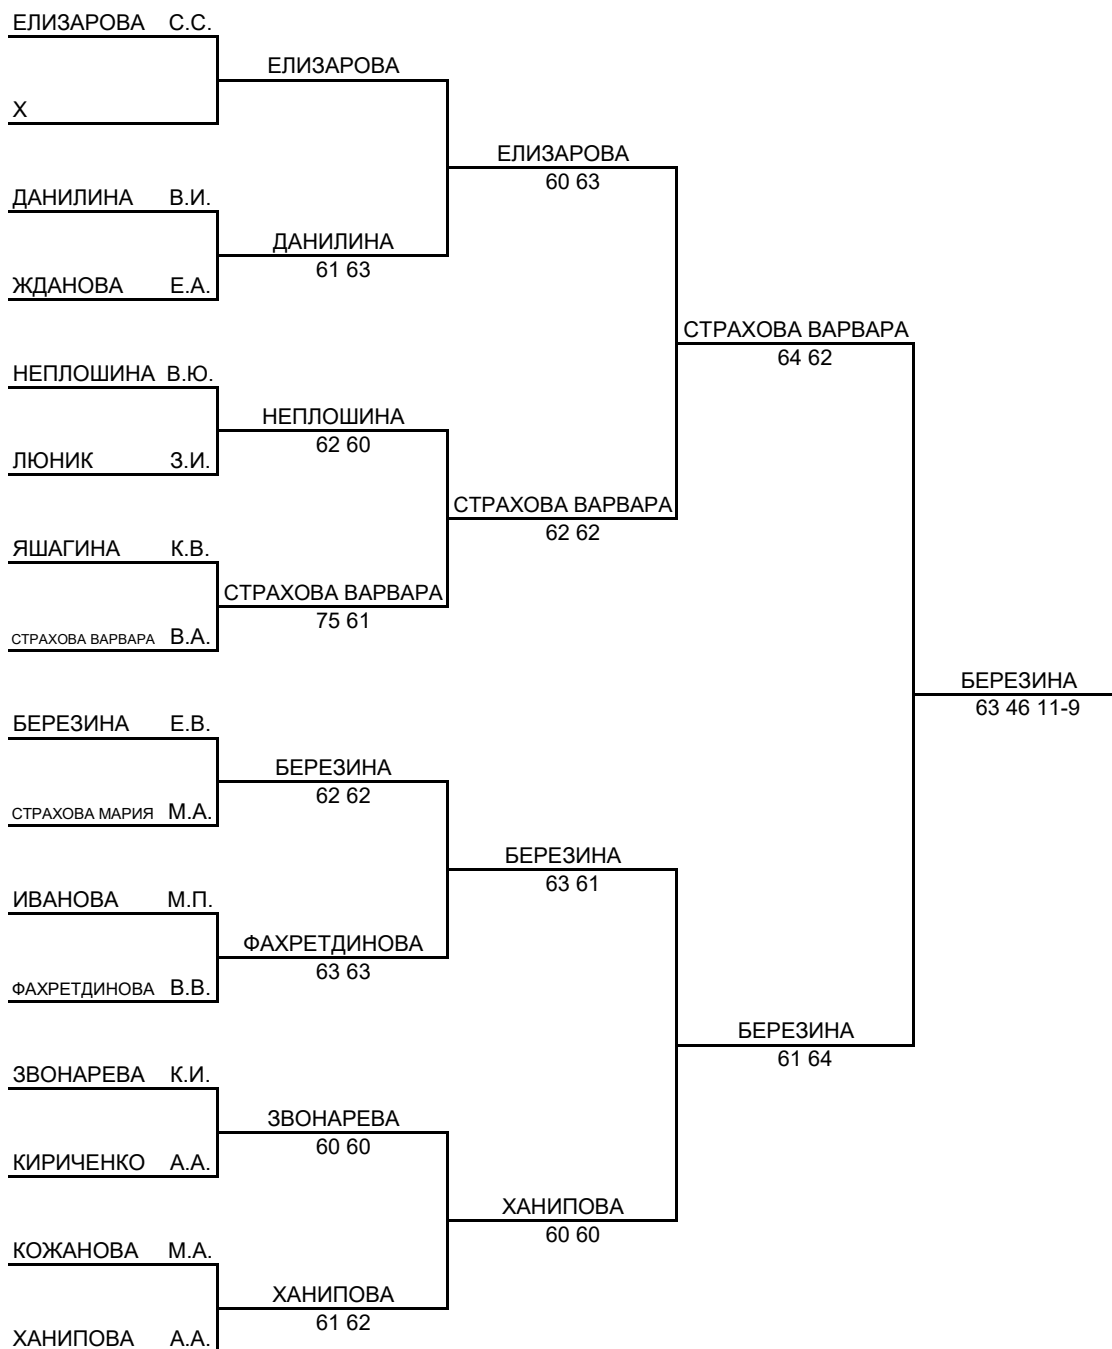 ЕЛИЗАРОВА С.С.
ЕЛИЗАРОВА
Х
ЕЛИЗАРОВА
60 63
ДАНИЛИНА В.И.
ДАНИЛИНА
61 63
ЖДАНОВА Е.А.
СТРАХОВА ВАРВАРА
64 62
НЕПЛОШИНА В.Ю.
НЕПЛОШИНА
62 60
ЛЮНИК З.И.
СТРАХОВА ВАРВАРА
62 62
ЯШАГИНА К.В.
СТРАХОВА ВАРВАРА
75 61
СТРАХОВА ВАРВАРА В.А.
БЕРЕЗИНА
63 46 11-9
БЕРЕЗИНА Е.В.
БЕРЕЗИНА
62 62
СТРАХОВА МАРИЯ М.А.
БЕРЕЗИНА
63 61
ИВАНОВА М.П.
ФАХРЕТДИНОВА
63 63
ФАХРЕТДИНОВА В.В.
БЕРЕЗИНА
61 64
ЗВОНАРЕВА К.И.
ЗВОНАРЕВА
60 60
КИРИЧЕНКО А.А.
ХАНИПОВА
60 60
КОЖАНОВА М.А.
ХАНИПОВА
61 62
ХАНИПОВА А.А.